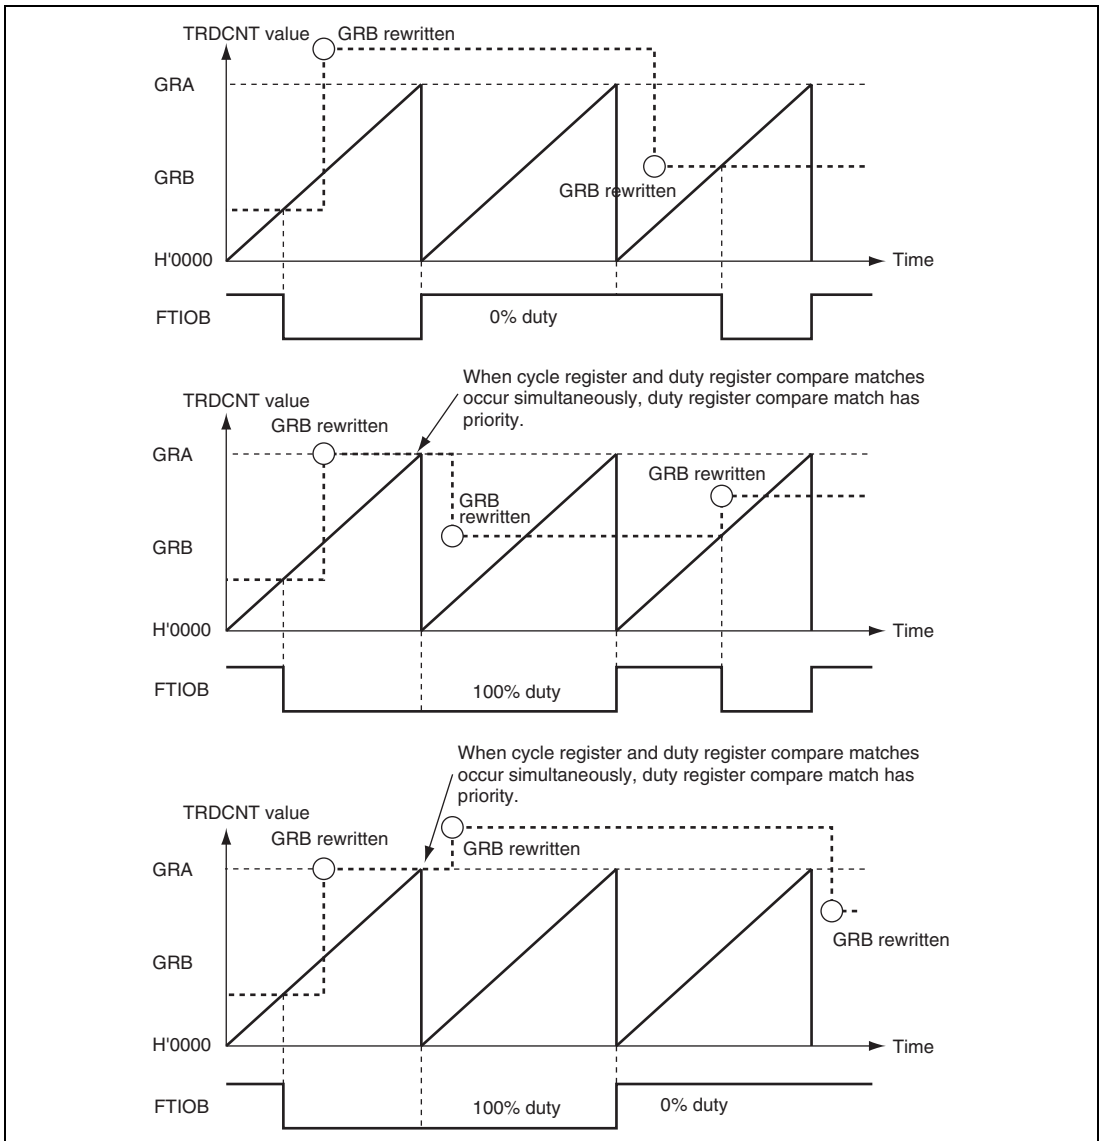 TRDCNT value
GRB rewritten
GRA
GRB
GRB rewritten
H'0000
Time
FTIOB
0% duty
When cycle register and duty register compare matches
occur simultaneously, duty register compare match has
priority.
TRDCNT value
GRB rewritten
GRA
GRB rewritten
GRB
rewritten
GRB
H'0000
Time
FTIOB
100% duty
When cycle register and duty register compare matches
occur simultaneously, duty register compare match has
priority.
TRDCNT value
GRB rewritten
GRB rewritten
GRA
GRB rewritten
GRB
H'0000
Time
FTIOB
100% duty
0% duty